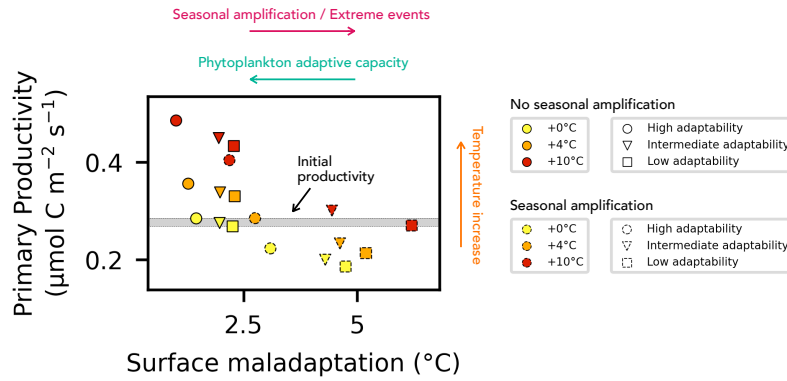 Seasonal amplification / Extreme events
Phytoplankton adaptive capacity
Primary Productivity
(μmol C m⁻² s⁻¹)
0.4
0.2
Initial
productivity
Temperature increase
2.5
5
Surface maladaptation (°C)
No seasonal amplification
+0°C
+4°C
+10°C
High adaptability
Intermediate adaptability
Low adaptability
Seasonal amplification
+0°C
+4°C
+10°C
High adaptability
Intermediate adaptability
Low adaptability